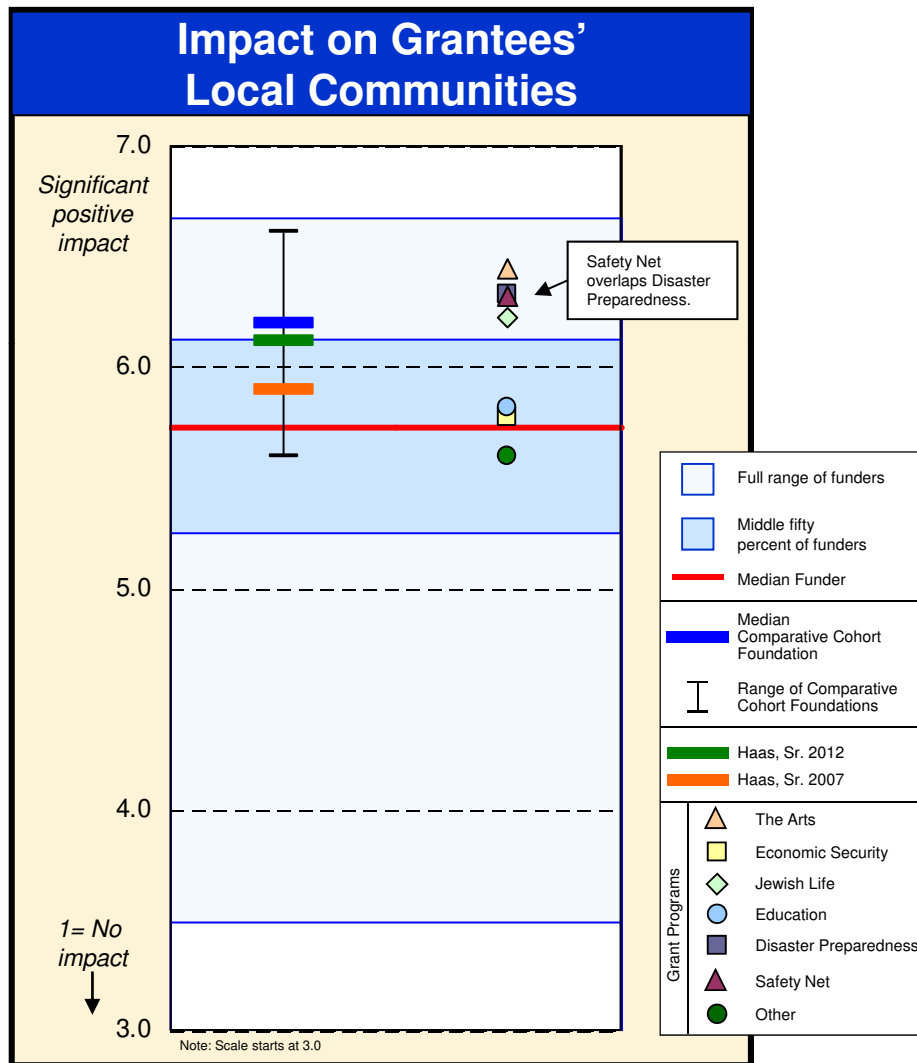 Impact on Grantees’
Local Communities
7.0
Significant
positive
impact
Safety Net
overlaps Disaster
Preparedness.
6.0
5.0
4.0
1= No
impact
3.0
Note: Scale starts at 3.0
Full range of funders
Middle fifty
percent of funders
Median Funder
Median
Comparative Cohort
Foundation
Range of Comparative
Cohort Foundations
Haas, Sr. 2012
Haas, Sr. 2007
Grant Programs
The Arts
Economic Security
Jewish Life
Education
Disaster Preparedness
Safety Net
Other